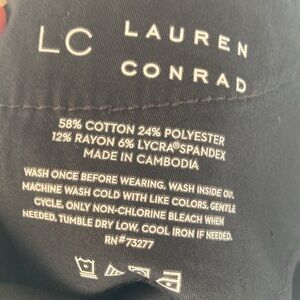 LC LAUREN
CONRAD
58% COTTON 24% POLYESTER
12% RAYON 6% LYCRA®SPANDEX
MADE IN CAMBODIA
WASH ONCE BEFORE WEARING, WASH INSIDE OUT,
MACHINE WASH COLD WITH LIKE COLORS. GENTLE
CYCLE, ONLY NON-CHLORINE BLEACH WHEN
NEEDED, TUMBLE DRY LOW. COOL IRON IF NEEDED.
RN#73277